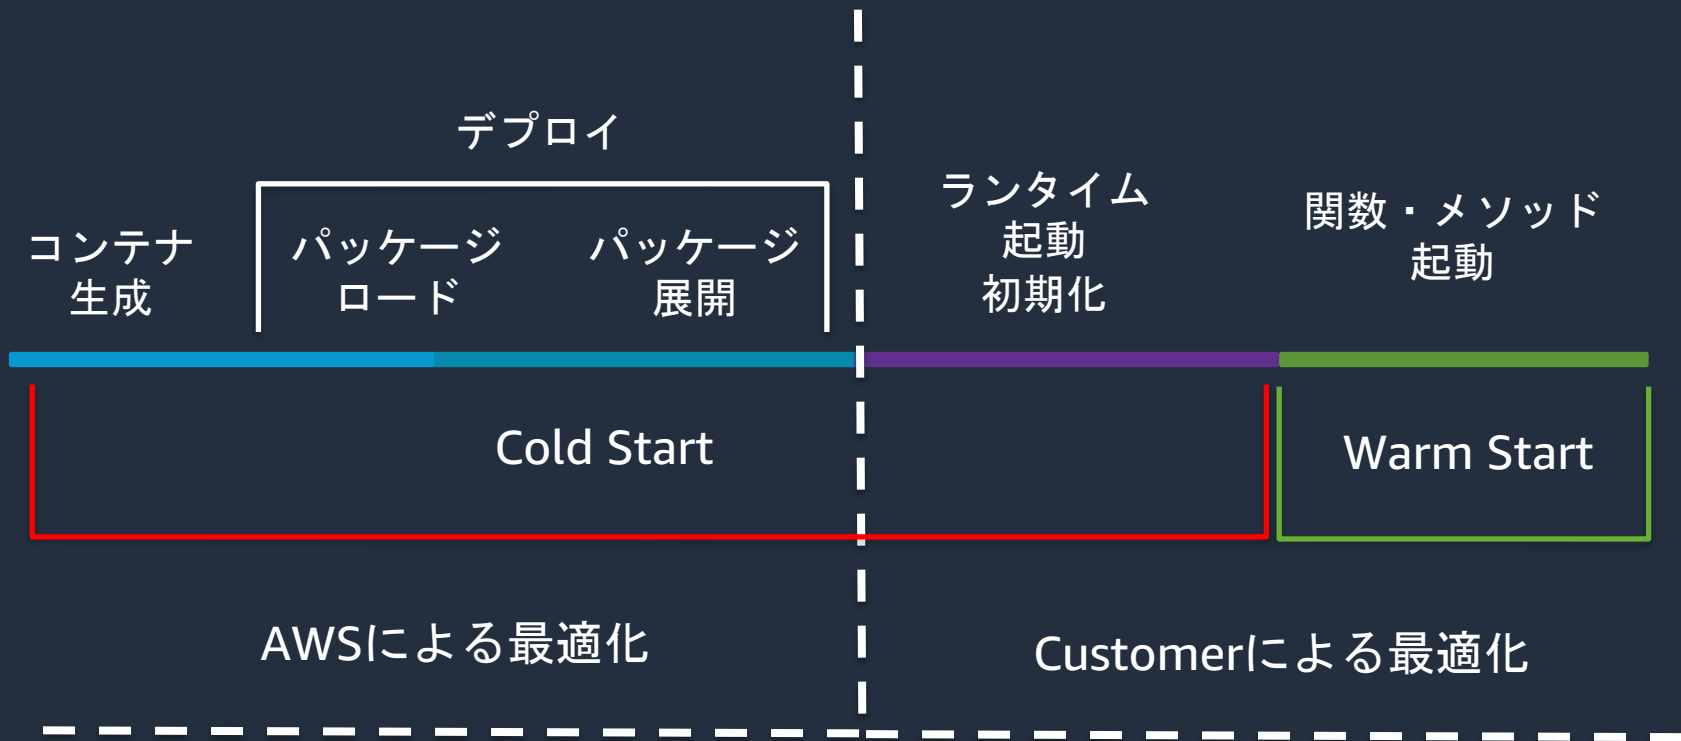 デプロイ
コンテナ
生成
パッケージ
ロード
パッケージ
展開
ランタイム
起動
初期化
関数・メソッド
起動
Cold Start
Warm Start
AWSによる最適化
Customerによる最適化